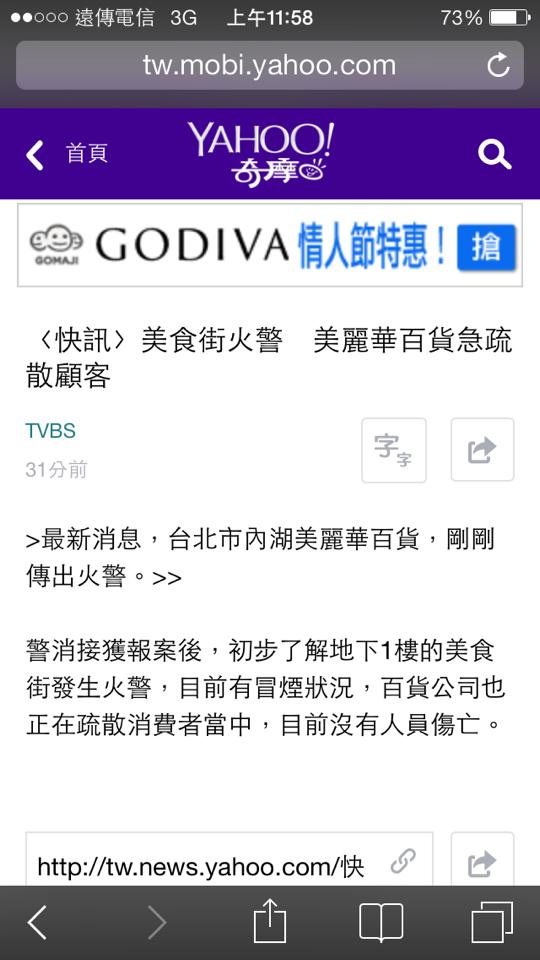 遠傳電信 3G 上午11:58 73%
tw.mobi.yahoo.com
首頁 YAHOO!
奇摩
GOMAJI GODIVA 情人節特惠！ 搶
〈快訊〉美食街火警　美麗華百貨急疏
散顧客
TVBS
字字
31分前
>最新消息，台北市內湖美麗華百貨，剛剛
傳出火警。>>
警消接獲報案後，初步了解地下1樓的美食
街發生火警，目前有冒煙狀況，百貨公司也
正在疏散消費者當中，目前沒有人員傷亡。
http://tw.news.yahoo.com/快